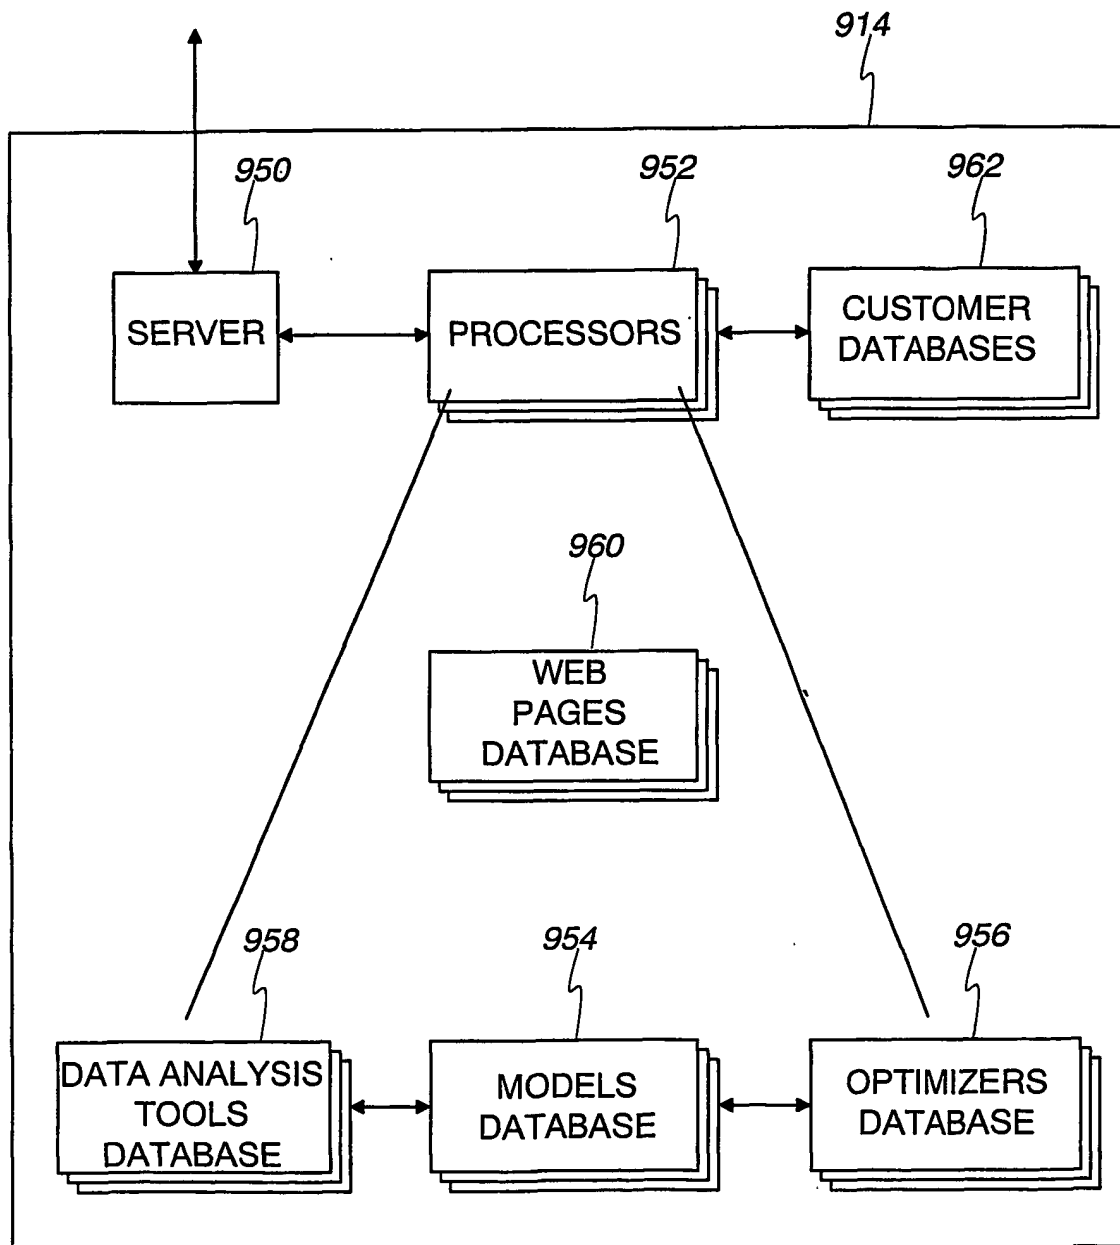 914
950
952
962
SERVER
PROCESSORS
CUSTOMER
DATABASES
960
WEB
PAGES
DATABASE
958
954
956
DATA ANALYSIS
TOOLS
DATABASE
MODELS
DATABASE
OPTIMIZERS
DATABASE